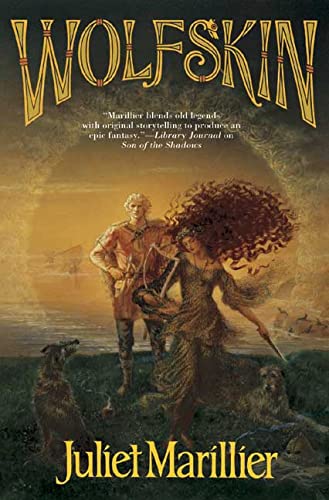 WOLFSKIN
"Marillier blends old legends
with original storytelling to produce an
epic fantasy."—Library Journal on
Son of the Shadows
Juliet Marillier